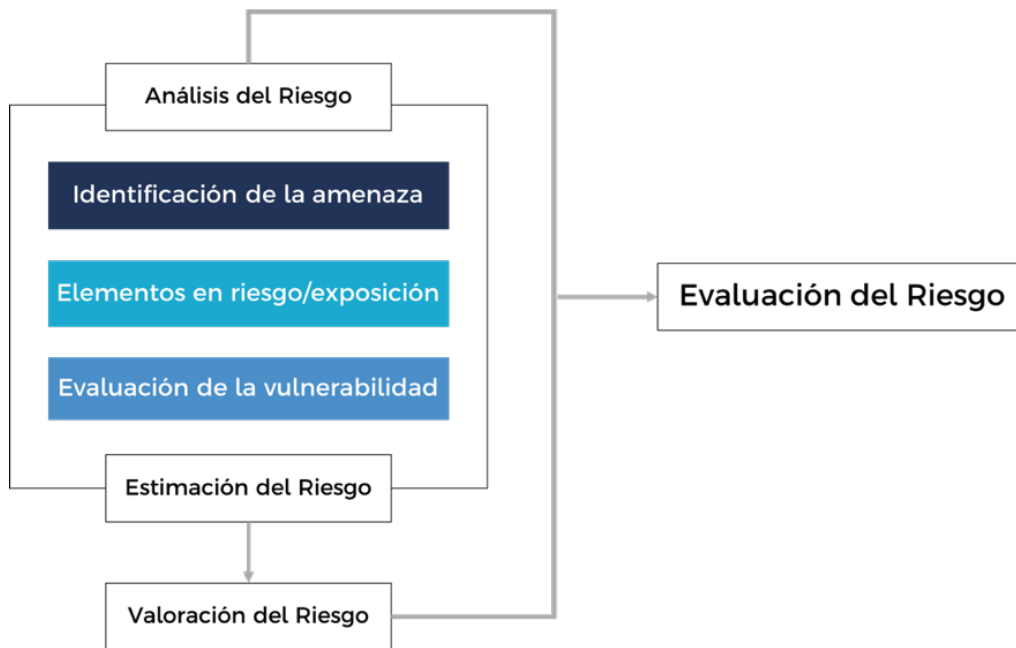 Análisis del Riesgo
Identificación de la amenaza
Elementos en riesgo/exposición
Evaluación de la vulnerabilidad
Estimación del Riesgo
Valoración del Riesgo
Evaluación del Riesgo